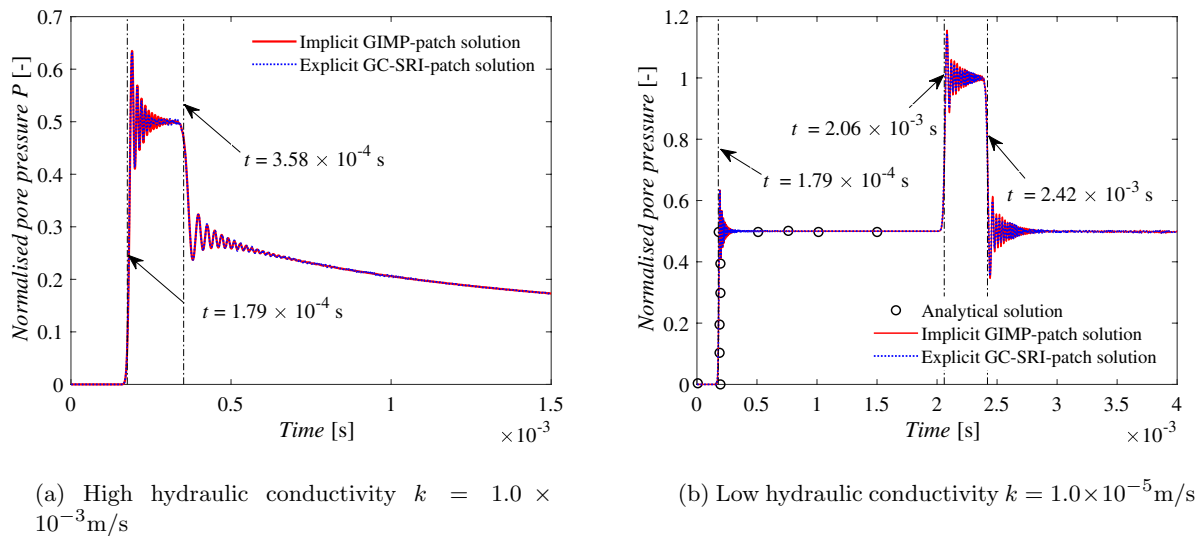 0.7
0.6
0.5
0.4
0.3
0.2
0.1
0
Normalised pore pressure P [-]
Implicit GIMP-patch solution
Explicit GC-SRI-patch solution
t = 3.58 × 10-4 s
t = 1.79 × 10-4 s
0 0.5 1 1.5
Time [s]
×10-3
1.2
1
0.8
0.6
0.4
0.2
0
Normalised pore pressure [-]
t = 2.06 × 10-3 s
t = 1.79 × 10-4 s
t = 2.42 × 10-3 s
Analytical solution
Implicit GIMP-patch solution
Explicit GC-SRI-patch solution
0 0.5 1 1.5 2 2.5 3 3.5 4
Time [s]
×10-3
(a) High hydraulic conductivity k = 1.0 ×
10−3m/s
(b) Low hydraulic conductivity k = 1.0×10−5m/s